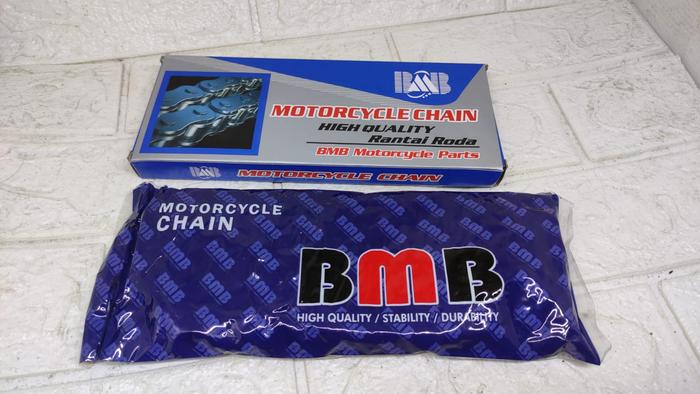 BMB
MOTORCYCLE CHAIN
HIGH QUALITY
Rantai Roda
BMB Motorcycle Parts
BMB MOTORCYCLE CHAIN
MOTORCYCLE
CHAIN
BMB
HIGH QUALITY / STABILITY / DURABILITY